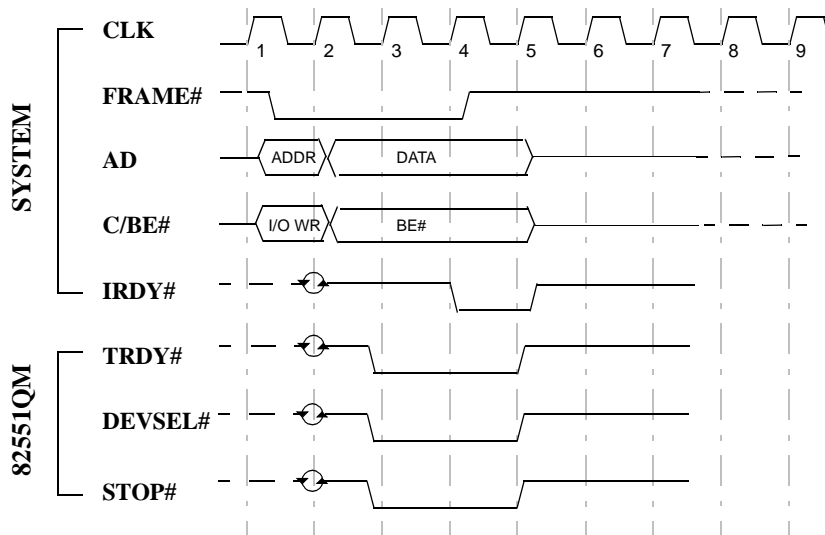 SYSTEM
CLK
1 2 3 4 5 6 7 8 9
FRAME#
AD
ADDR DATA
C/BE#
I/O WR BE#
IRDY#
82551QM
TRDY#
DEVSEL#
STOP#